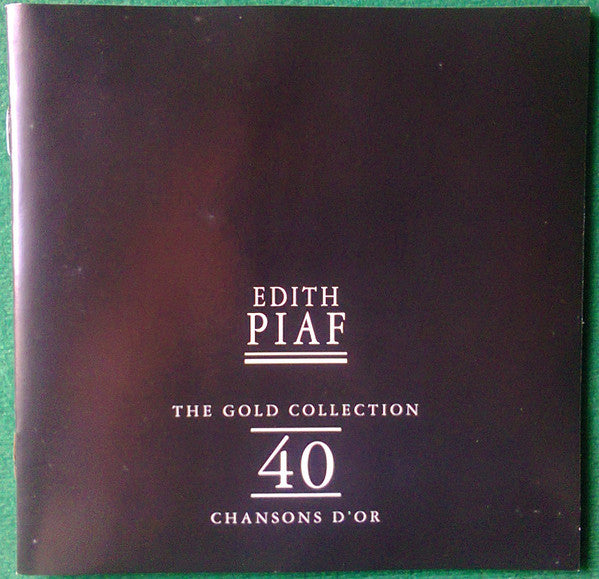 EDITH
PIAF
THE GOLD COLLECTION
40
CHANSONS D'OR